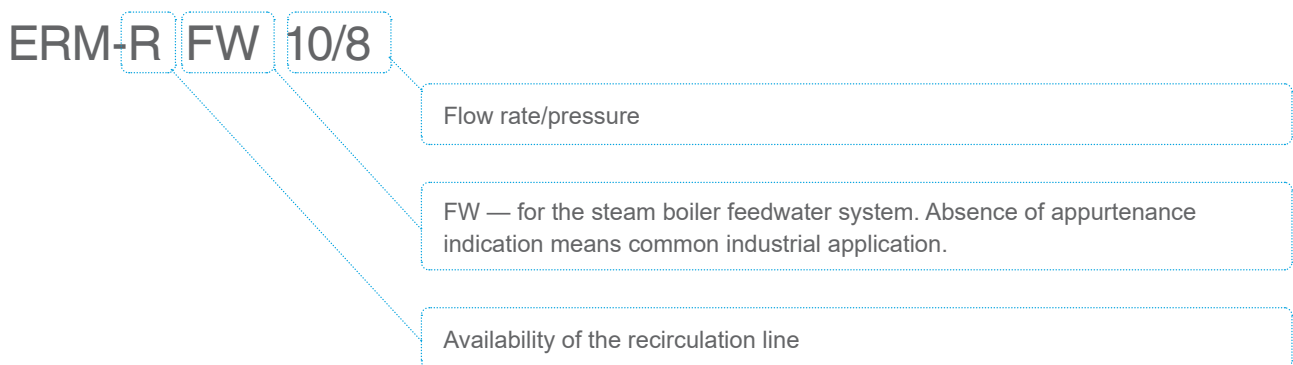 ERM-R FW 10/8
Flow rate/pressure
FW — for the steam boiler feedwater system. Absence of appurtenance
indication means common industrial application.
Availability of the recirculation line